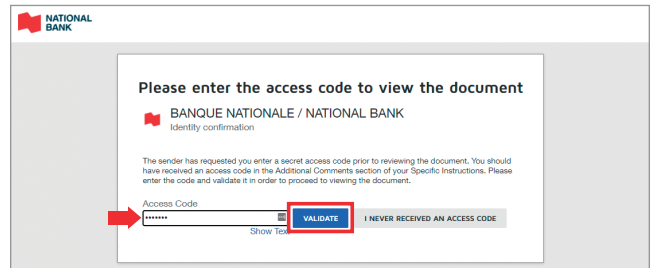 NATIONAL
BANK
Please enter the access code to view the document
BANQUE NATIONALE / NATIONAL BANK
Identity confirmation
The sender has requested you enter a secret access code prior to reviewing the document. You should
have received an access code in the Additional Comments section of your Specific Instructions. Please
enter the code and validate it in order to proceed to viewing
the document.
Access Code
•••••••
VALIDATE
I NEVER RECEIVED AN ACCESS CODE
Show Tex